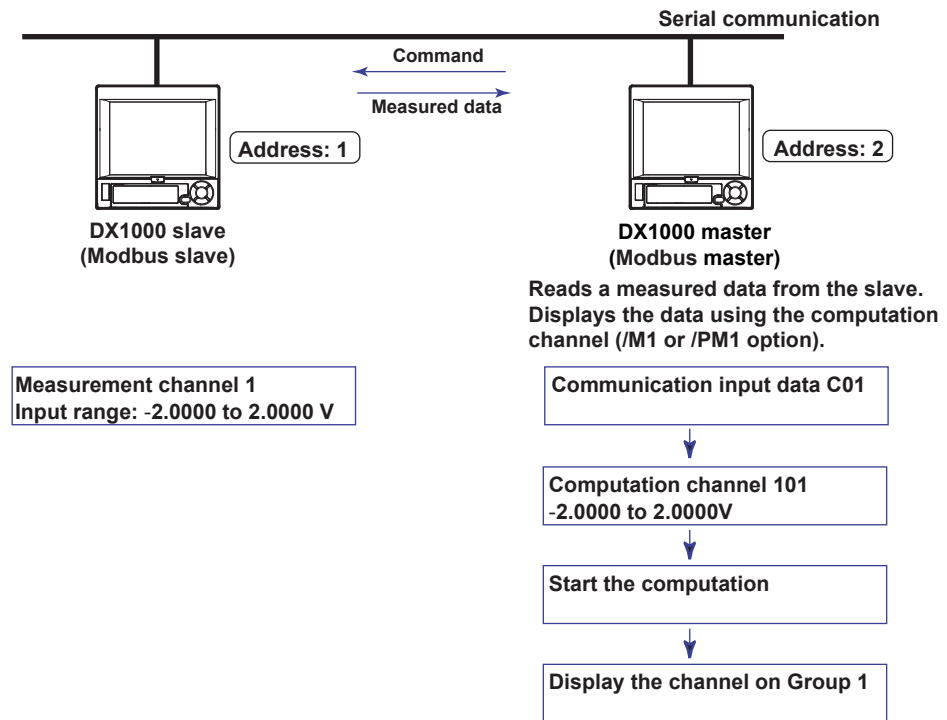 Serial communication
Command
Measured data
Address: 1
Address: 2
DX1000 slave
(Modbus slave)
DX1000 master
(Modbus master)
Reads a measured data from the slave.
Displays the data using the computation
channel (/M1 or /PM1 option).
Measurement channel 1
Input range: -2.0000 to 2.0000 V
Communication input data C01
Computation channel 101
-2.0000 to 2.0000V
Start the computation
Display the channel on Group 1